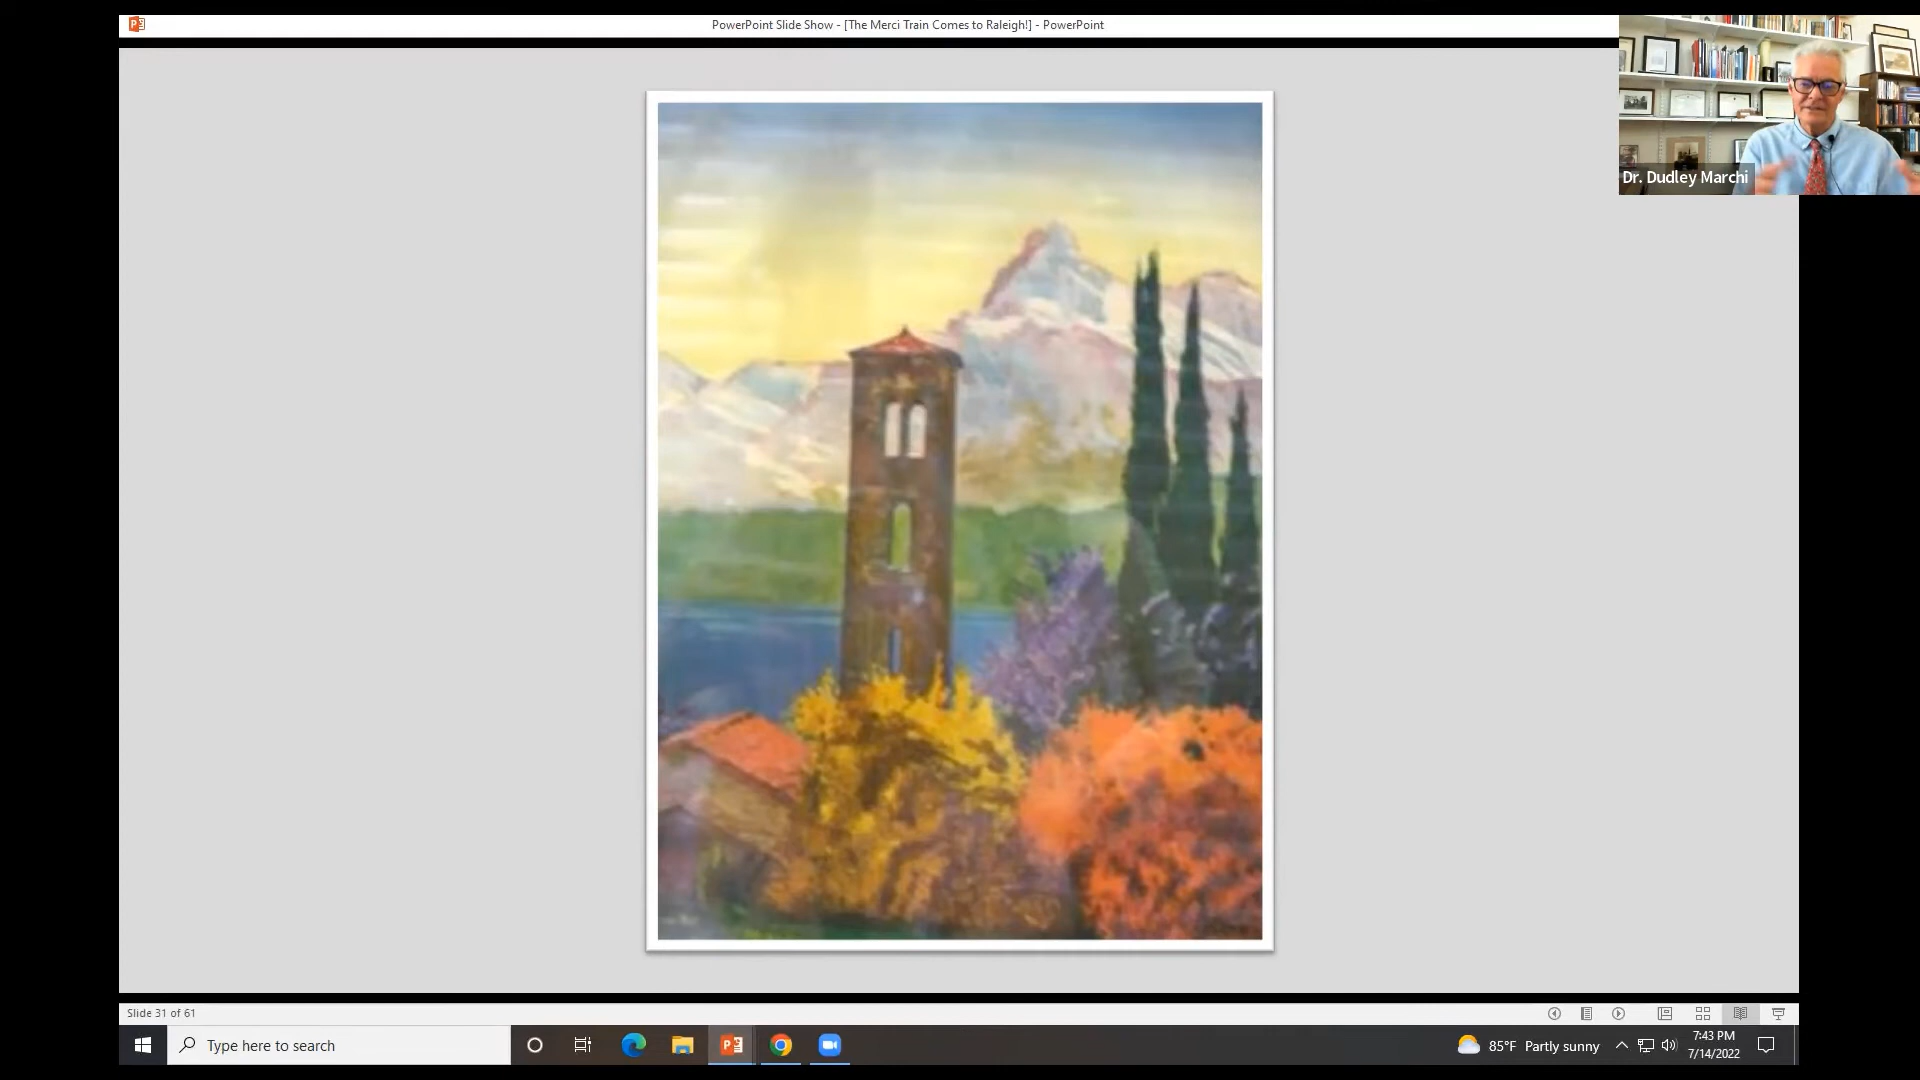 PowerPoint Slide Show - [The Merci Train Comes to Raleigh!] - PowerPoint
Dr. Dudley Marchi
Slide 31 of 61
Type here to search
85°F Partly sunny
7:43 PM
7/14/2022